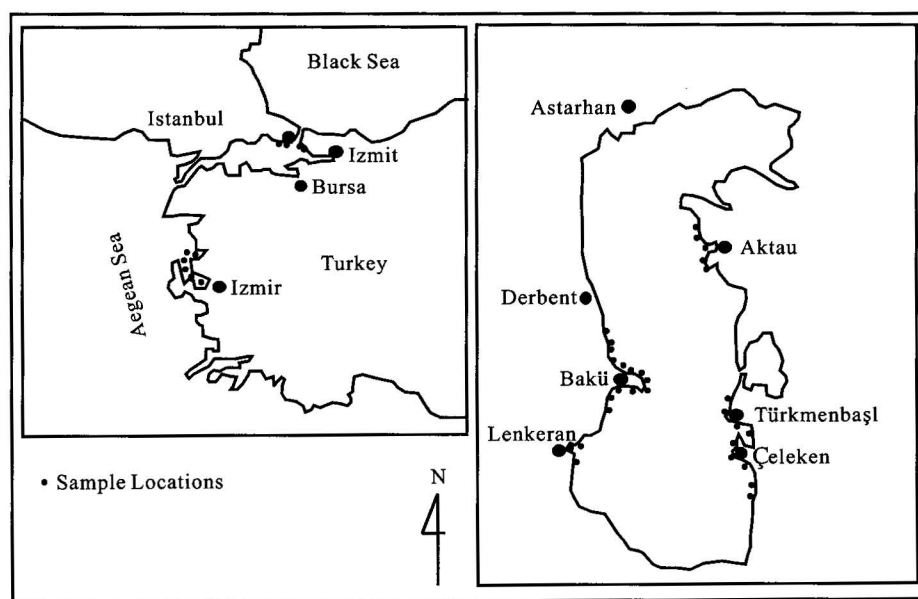 Black Sea
Istanbul
Izmit
Bursa
Aegean Sea
Turkey
Izmir
• Sample Locations
N
Astarhan
Aktau
Derbent
Bakü
Türkmenbaşl
Lenkeran
Çeleken